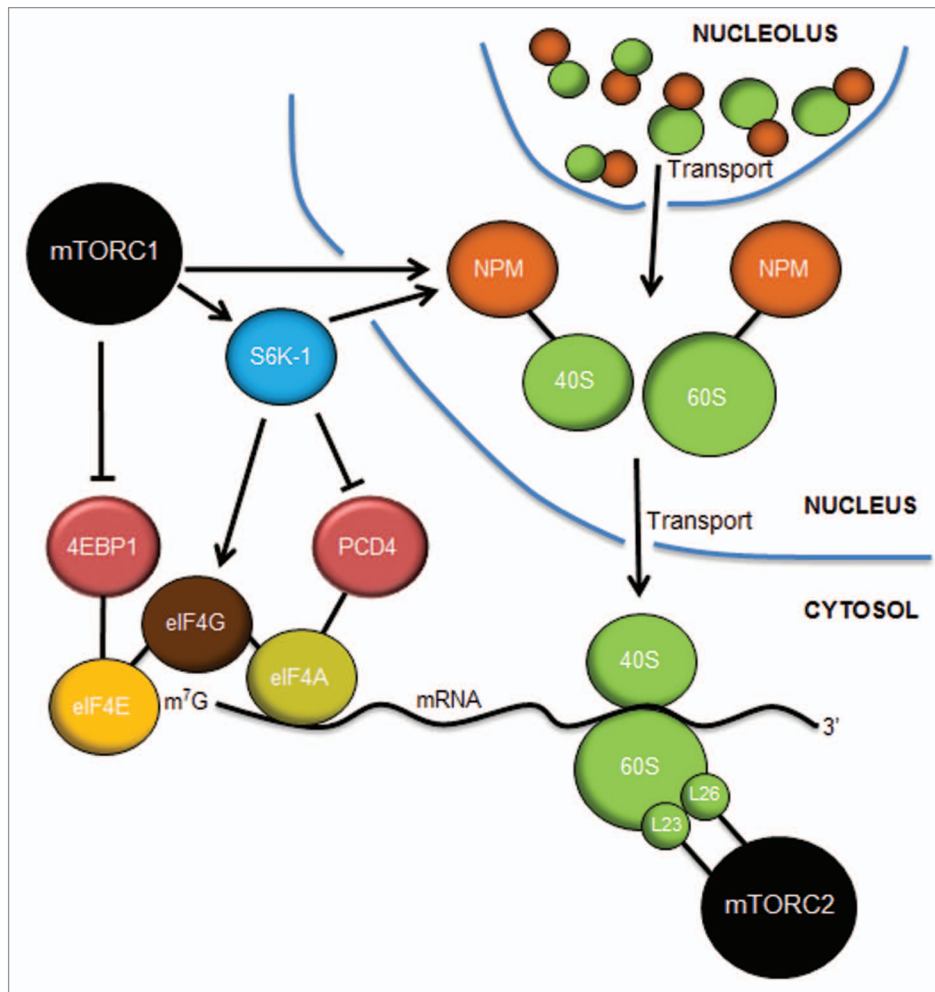 NUCLEOLUS
Transport
mTORC1
NPM
NPM
S6K-1
40S
60S
NUCLEUS
Transport
4EBP1
PCD4
CYTOSOL
eIF4G
40S
eIF4A
eIF4E
m⁷G
mRNA
3'
60S
L26
L23
mTORC2